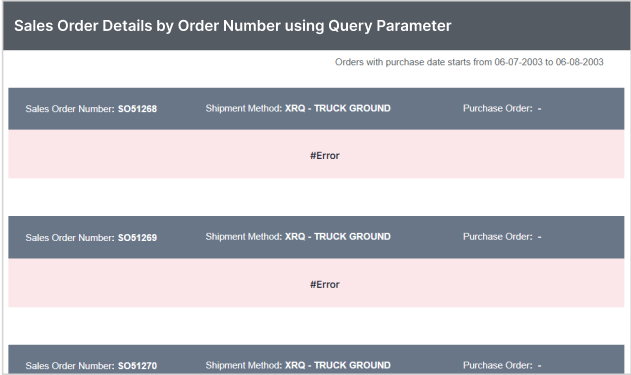 Sales Order Details by Order Number using Query Parameter
Orders with purchase date starts from 06-07-2003 to 06-08-2003
Sales Order Number: SO51268 Shipment Method: XRQ - TRUCK GROUND Purchase Order: -
#Error
Sales Order Number: SO51269 Shipment Method: XRQ - TRUCK GROUND Purchase Order: -
#Error
Sales Order Number: SO51270 Shipment Method: XRQ - TRUCK GROUND Purchase Order: -